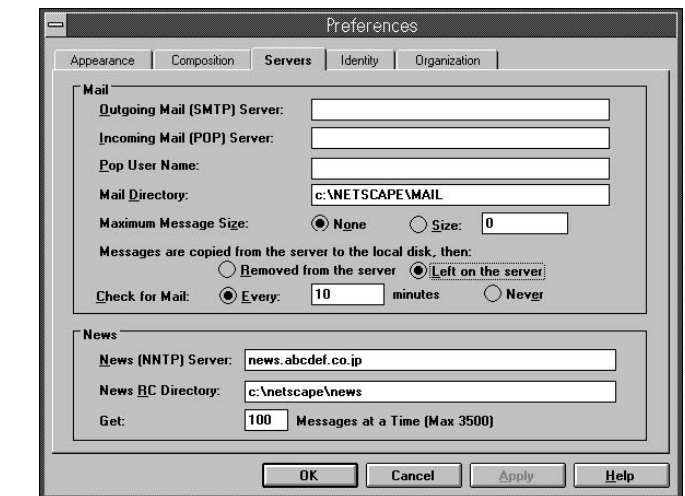 Preferences
Appearance Composition Servers Identity Organization
Mail
Outgoing Mail (SMTP) Server:
Incoming Mail (POP) Server:
Pop User Name:
Mail Directory: c:\NETSCAPE\MAIL
Maximum Message Size: None Size: 0
Messages are copied from the server to the local disk, then:
Removed from the server Left on the server
Check for Mail: Every: 10 minutes Never
News
News (NNTP) Server: news.abcdef.co.jp
News RC Directory: c:\netscape\news
Get: 100 Messages at a Time (Max 3500)
OK Cancel Apply Help